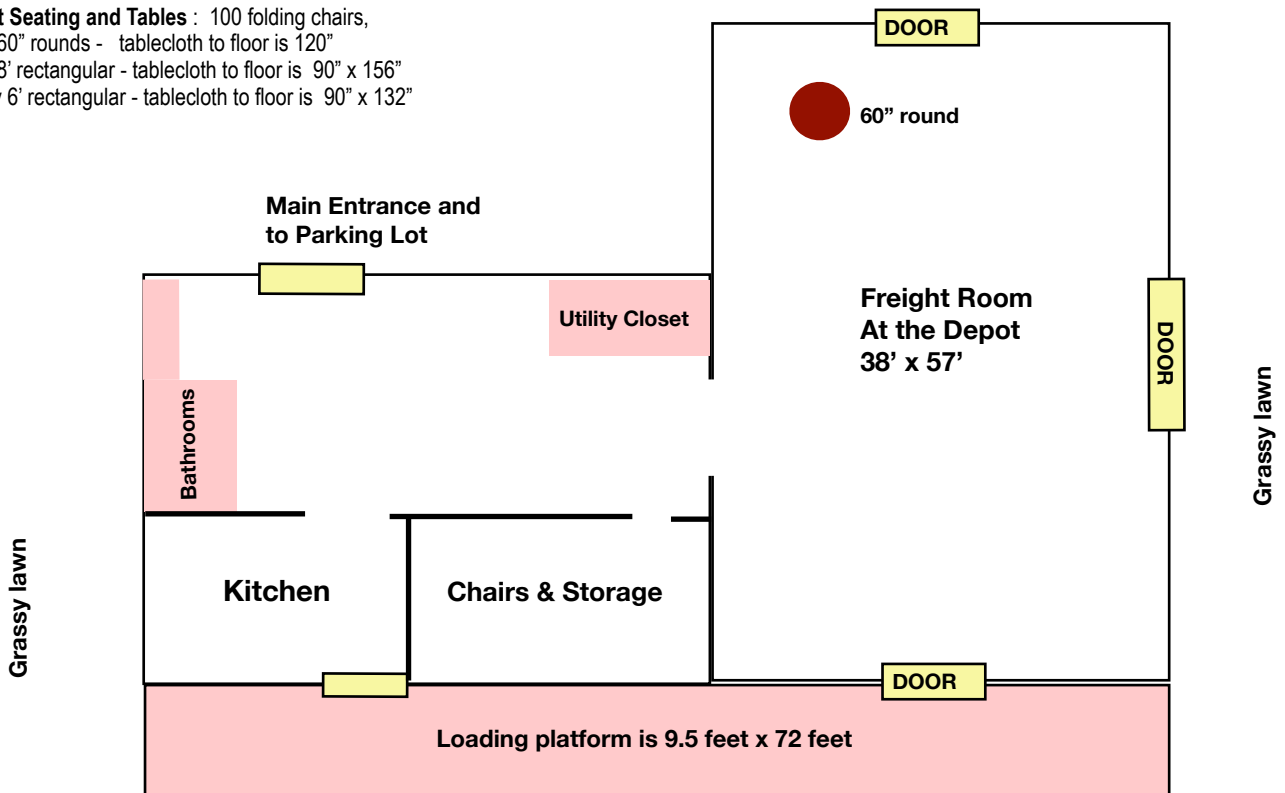 t Seating and Tables : 100 folding chairs,
60” rounds - tablecloth to floor is 120”
8’ rectangular - tablecloth to floor is 90” x 156”
6’ rectangular - tablecloth to floor is 90” x 132”
DOOR
60” round
Main Entrance and
to Parking Lot
Utility Closet
Freight Room
At the Depot
38’ x 57’
DOOR
Grassy lawn
Bathrooms
Kitchen
Chairs & Storage
Grassy lawn
DOOR
Loading platform is 9.5 feet x 72 feet